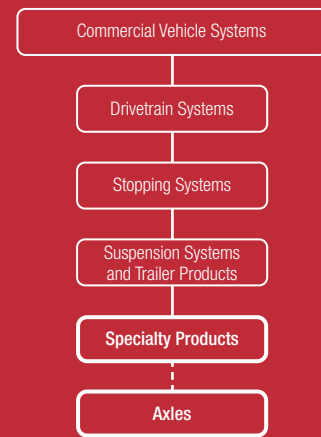 Commercial Vehicle Systems
Drivetrain Systems
Stopping Systems
Suspension Systems
and Trailer Products
Specialty Products
Axles